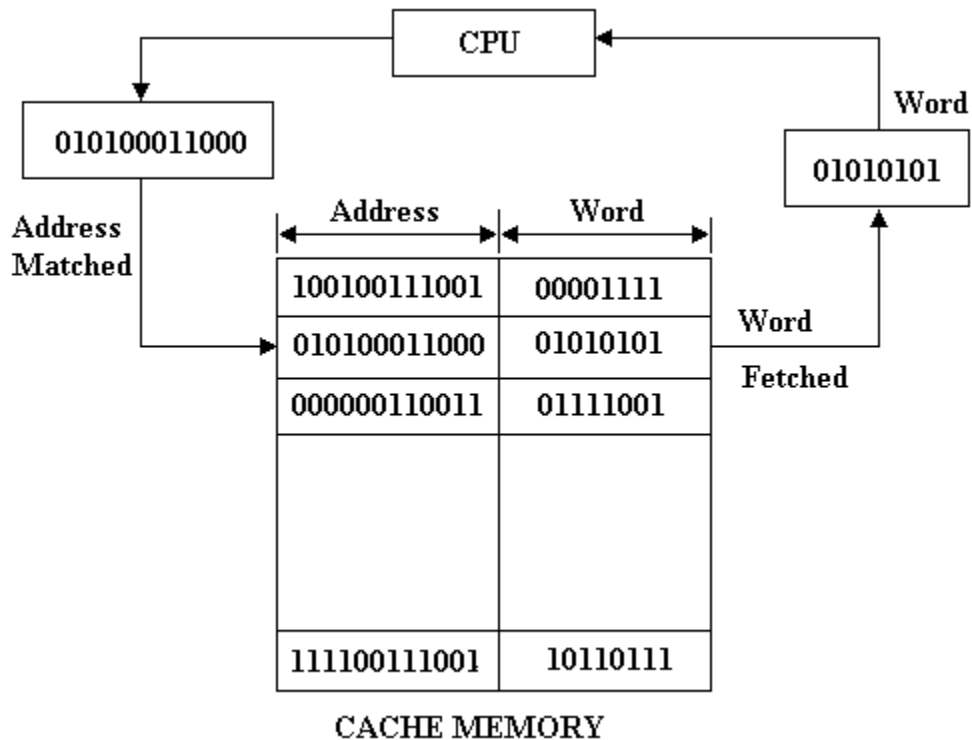 CPU
010100011000
Word
01010101
Address
Matched
Address Word
100100111001 00001111
010100011000 01010101
000000110011 01111001
111100111001 10110111
Word
Fetched
CACHE MEMORY